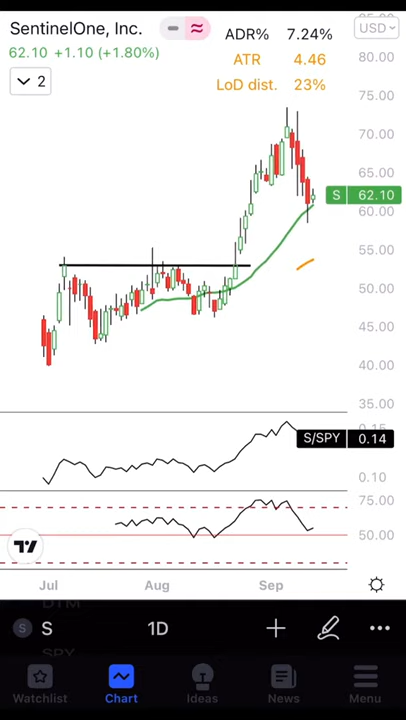 SentinelOne, Inc.
ADR% 7.24%
USD
62.10 +1.10 (+1.80%)
ATR 4.46
80.00
2
LoD dist. 23%
75.00
70.00
65.00
S 62.10
60.00
55.00
50.00
45.00
40.00
35.00
S/SPY 0.14
0.10
75.00
50.00
Jul Aug Sep
S S 1D
SPY
Watchlist Chart Ideas News Menu